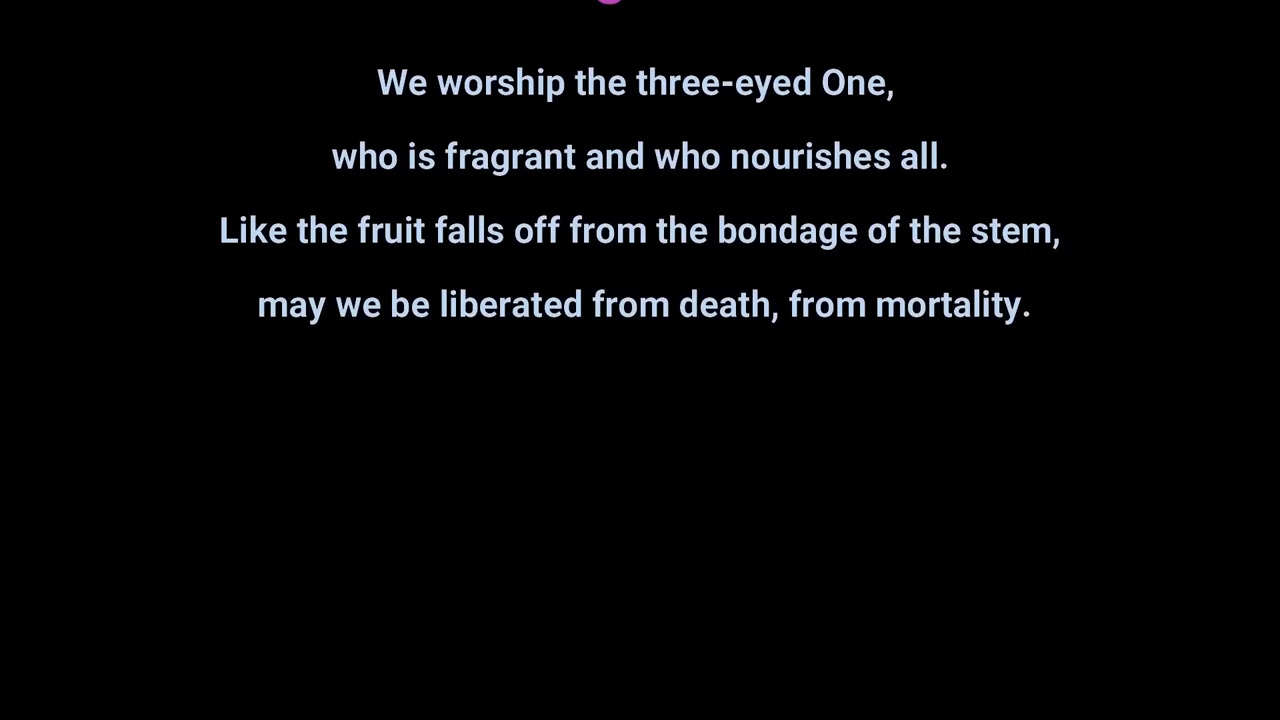 We worship the three-eyed One,
who is fragrant and who nourishes all.
Like the fruit falls off from the bondage of the stem,
may we be liberated from death, from mortality.